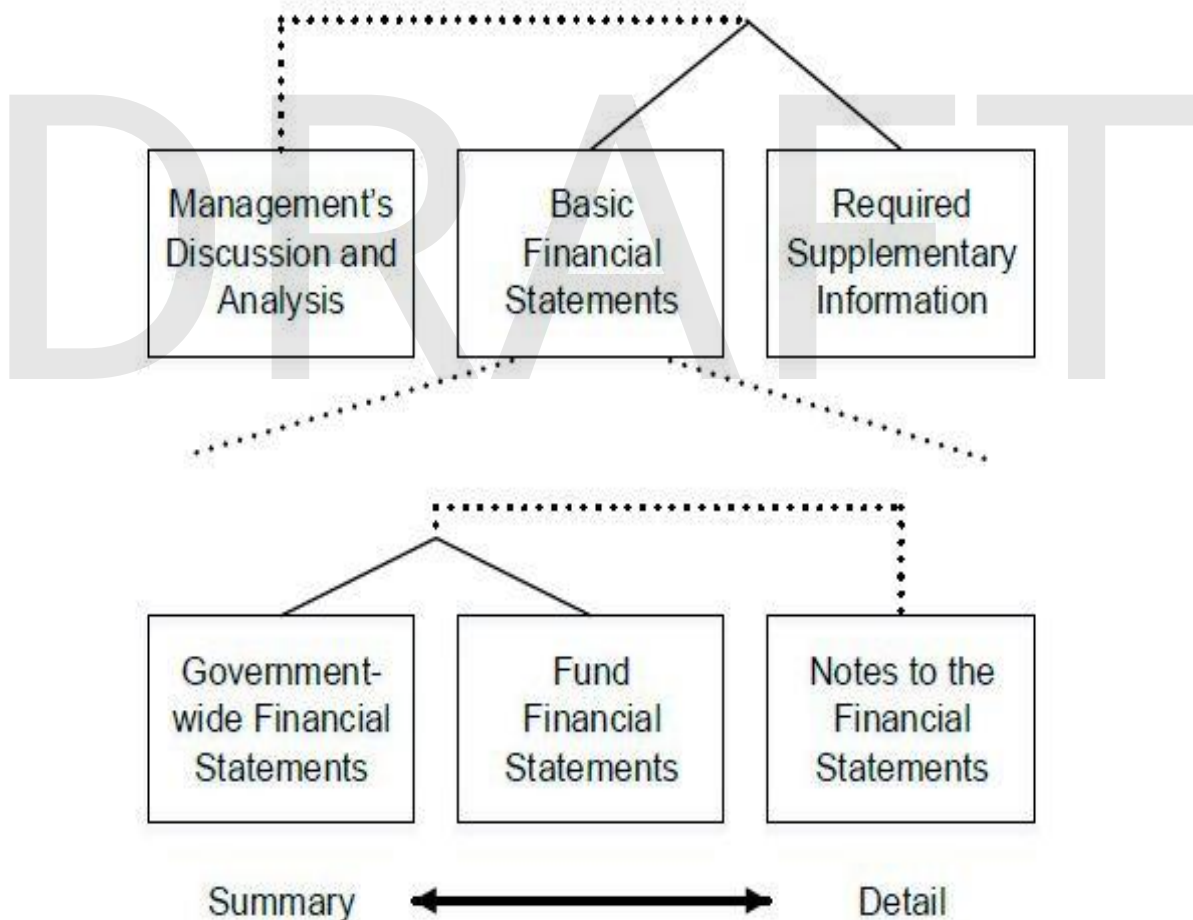 DRAFT
Management's
Discussion and
Analysis
Basic
Financial
Statements
Required
Supplementary
Information
Government-
wide Financial
Statements
Fund
Financial
Statements
Notes to the
Financial
Statements
Summary
Detail